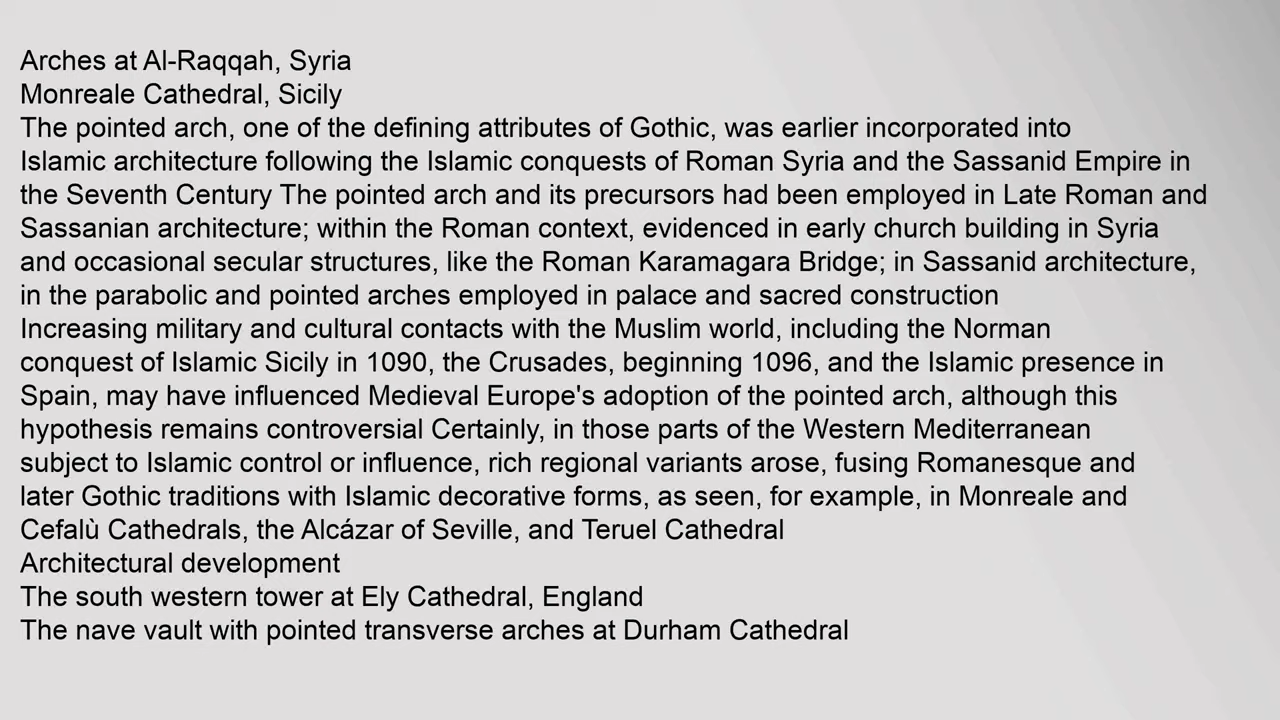 Arches at Al-Raqqah, Syria
Monreale Cathedral, Sicily
The pointed arch, one of the defining attributes of Gothic, was earlier incorporated into
Islamic architecture following the Islamic conquests of Roman Syria and the Sassanid Empire in
the Seventh Century The pointed arch and its precursors had been employed in Late Roman and
Sassanian architecture; within the Roman context, evidenced in early church building in Syria
and occasional secular structures, like the Roman Karamagara Bridge; in Sassanid architecture,
in the parabolic and pointed arches employed in palace and sacred construction
Increasing military and cultural contacts with the Muslim world, including the Norman
conquest of Islamic Sicily in 1090, the Crusades, beginning 1096, and the Islamic presence in
Spain, may have influenced Medieval Europe's adoption of the pointed arch, although this
hypothesis remains controversial Certainly, in those parts of the Western Mediterranean
subject to Islamic control or influence, rich regional variants arose, fusing Romanesque and
later Gothic traditions with Islamic decorative forms, as seen, for example, in Monreale and
Cefalù Cathedrals, the Alcázar of Seville, and Teruel Cathedral
Architectural development
The south western tower at Ely Cathedral, England
The nave vault with pointed transverse arches at Durham Cathedral